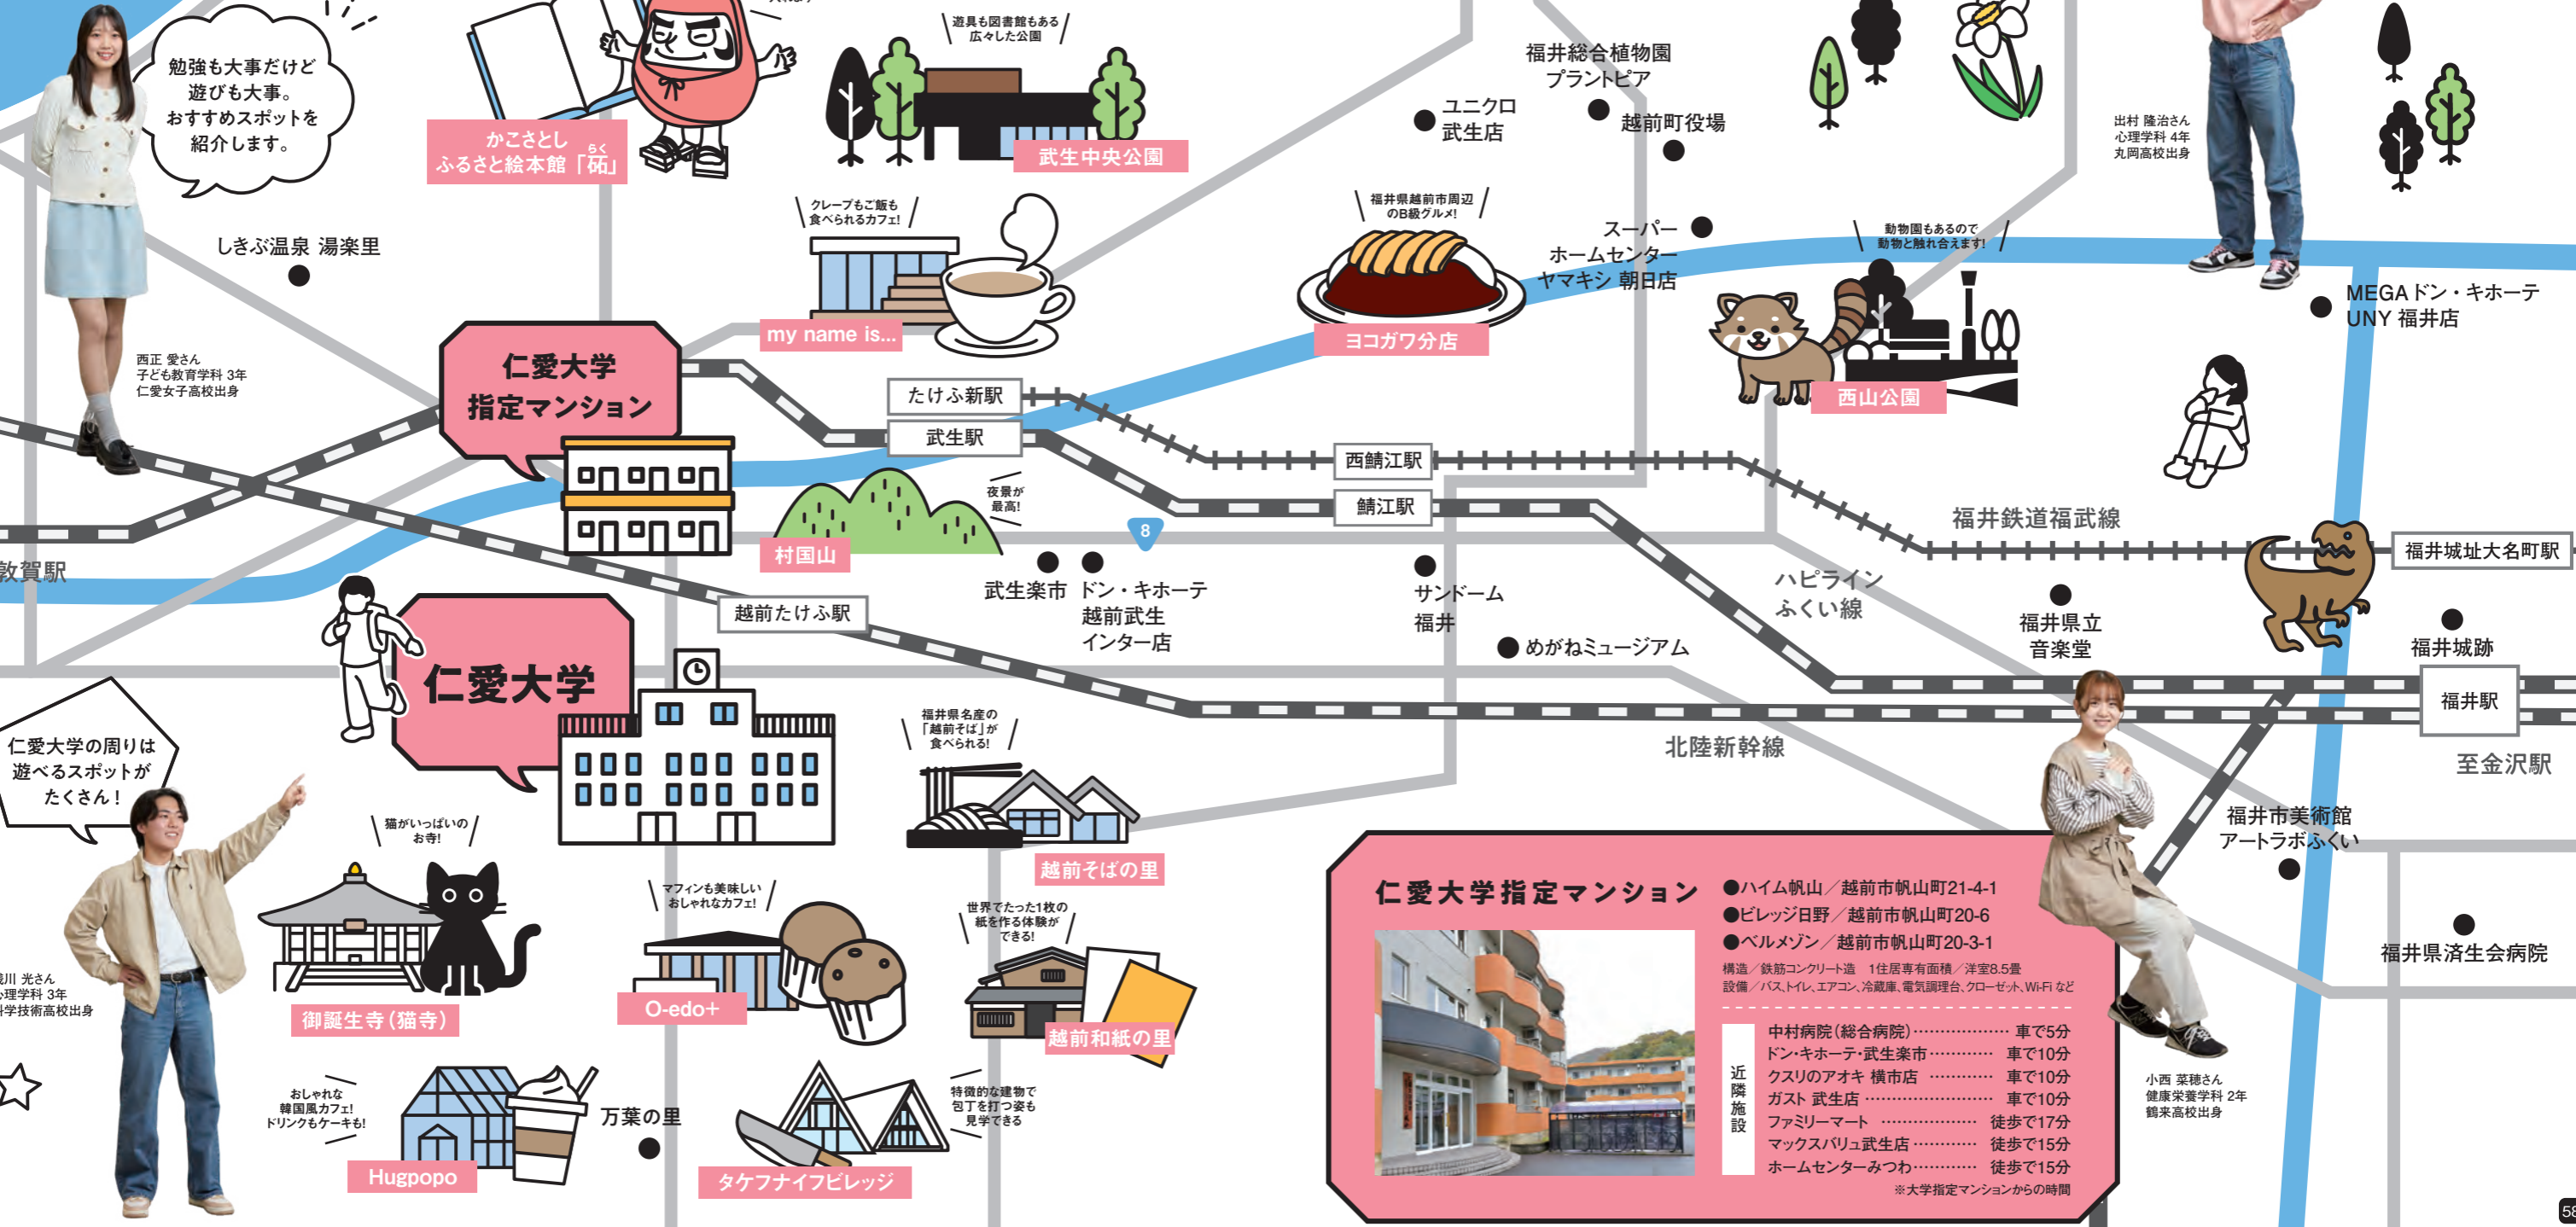 勉強も大事だけど
遊びも大事。
おすすめスポットを
紹介します。
西正 愛さん
子ども教育学科 3年
仁愛女子高校出身
しきぶ温泉 湯楽里
かこさとし
ふるさと絵本館「砳」
らく
遊具も図書館もある
広々した公園
武生中央公園
クレープもご飯も
食べられるカフェ!
my name is...
福井県越前市周辺
のB級グルメ!
ヨコガワ分店
ユニクロ
武生店
福井総合植物園
プラントピア
越前町役場
スーパー
ホームセンター
ヤマキシ 朝日店
動物園もあるので
動物と触れ合えます!
西山公園
出村 隆治さん
心理学科 4年
丸岡高校出身
MEGAドン・キホーテ
UNY 福井店
仁愛大学
指定マンション
たけふ新駅
武生駅
西鯖江駅
鯖江駅
福井鉄道福武線
福井城址大名町駅
夜景が
最高!
村国山
8
武生楽市
ドン・キホーテ
越前武生
インター店
サンドーム
福井
めがねミュージアム
ハピライン
ふくい線
福井県立
音楽堂
福井城跡
福井駅
敦賀駅
越前たけふ駅
北陸新幹線
至金沢駅
仁愛大学
仁愛大学の周りは
遊べるスポットが
たくさん!
川 光さん
理学科 3年
学技術高校出身
猫がいっぱいの
お寺!
御誕生寺(猫寺)
マフィンも美味しい
おしゃれなカフェ!
O-edo+
福井県名産の
「越前そば」が
食べられる!
越前そばの里
世界でたった1枚の
紙を作る体験が
できる!
越前和紙の里
おしゃれな
韓国風カフェ!
ドリンクもケーキも!
Hugpopo
万葉の里
特徴的な建物で
包丁を打つ姿も
見学できる
タケフナイフビレッジ
福井市美術館
アートラボふくい
福井県済生会病院
小西 菜穂さん
健康栄養学科 2年
鶴来高校出身
仁愛大学指定マンション
●ハイム帆山／越前市帆山町21-4-1
●ビレッジ日野／越前市帆山町20-6
●ベルメゾン／越前市帆山町20-3-1
構造／鉄筋コンクリート造 1住居専有面積／洋室8.5畳
設備／バス、トイレ、エアコン、冷蔵庫、電気調理台、クローゼット、Wi-Fi など
近隣施設
中村病院(総合病院)……………… 車で5分
ドン・キホーテ・武生楽市………… 車で10分
クスリのアオキ 横市店 ………… 車で10分
ガスト 武生店 …………………… 車で10分
ファミリーマート ……………… 徒歩で17分
マックスバリュ武生店………… 徒歩で15分
ホームセンターみつわ………… 徒歩で15分
※大学指定マンションからの時間